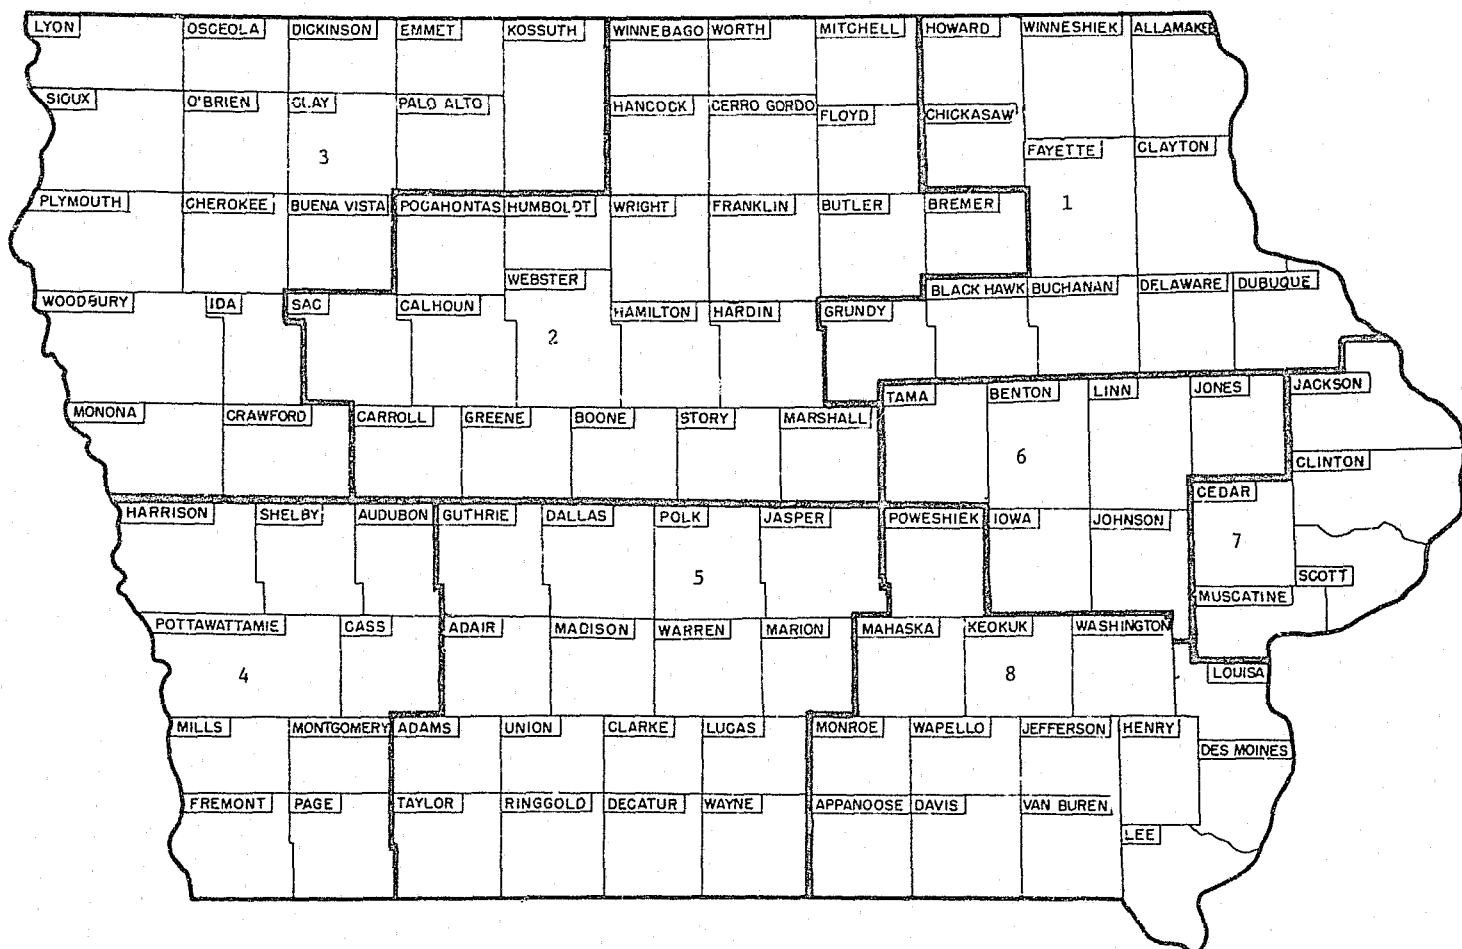 LYON OSCEOLA DICKINSON EMMET KOSSUTH WINNEBAGO WORTH MITCHELL HOWARD WINNESHIEK ALLAMAKEE
SIOUX O'BRIEN CLAY PALO ALTO HANCOCK CERRO GORDO FLOYD CHICKASAW
3 FAYETTE CLAYTON
PLYMOUTH CHEROKEE BUENA VISTA POCAHONTAS HUMBOLDT WRIGHT FRANKLIN BUTLER BREMER 1
WEBSTER BLACK HAWK BUCHANAN DELAWARE DUBUQUE
WOODBURY IDA SAC CALHOUN HAMILTON HARDIN GRUNDY
2
TAMA BENTON LINN JONES JACKSON
MONONA CRAWFORD CARROLL GREENE BOONE STORY MARSHALL
6 CLINTON
CEDAR
HARRISON SHELBY AUDUBON GUTHRIE DALLAS POLK JASPER POWESHIEK IOWA JOHNSON
7
5 SCOTT
MUSCATINE
POTTAWATTAMIE CASS ADAIR MADISON WARREN MARION MAHASKA KEOKUK WASHINGTON
4 8 LOUISA
MILLS MONTGOMERY ADAMS UNION CLARKE LUCAS MONROE WAPELLO JEFFERSON HENRY
DES MOINES
FREMONT PAGE TAYLOR RINGGOLD DECATUR WAYNE APPANOOSE DAVIS VAN BUREN
LEE